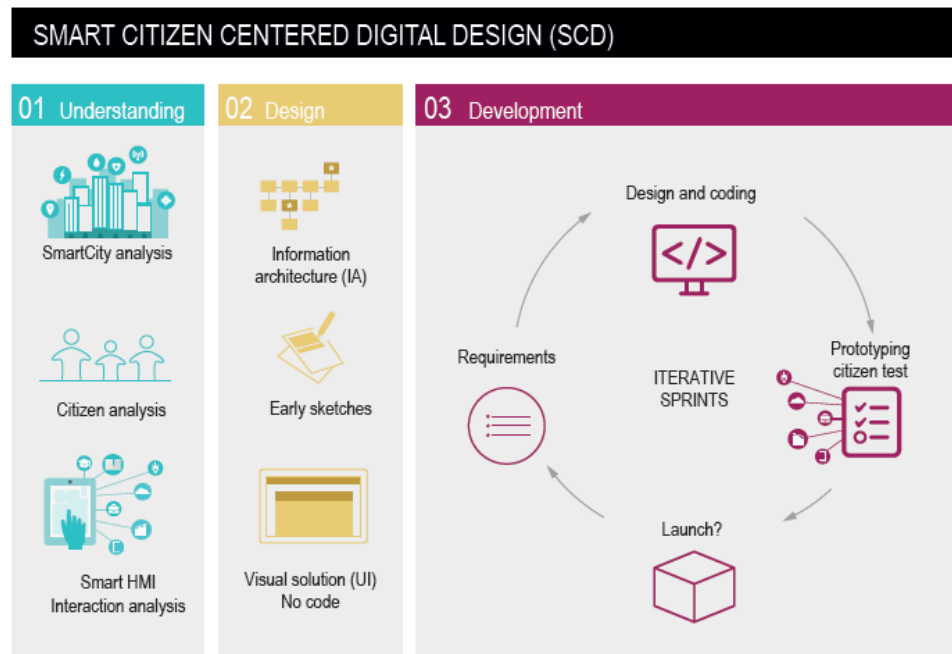 SMART CITIZEN CENTERED DIGITAL DESIGN (SCD)
01 Understanding
SmartCity analysis
Citizen analysis
Smart HMI
Interaction analysis
02 Design
Information
architecture (IA)
Early sketches
Visual solution (UI)
No code
03 Development
Design and coding
</>
Prototyping
citizen test
ITERATIVE
SPRINTS
Requirements
Launch?